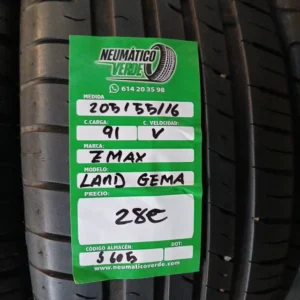 NEUMÁTICO
VERDE
614 20 35 98
MEDIDA
205/55/16
C.CARGA: C. VELOCIDAD:
91 V
MARCA:
ZMAX
MODELO:
LAND GEMA
PRECIO:
28€
CÓDIGO ALMACÉN: DOT:
S605
www.neumaticoverde.com